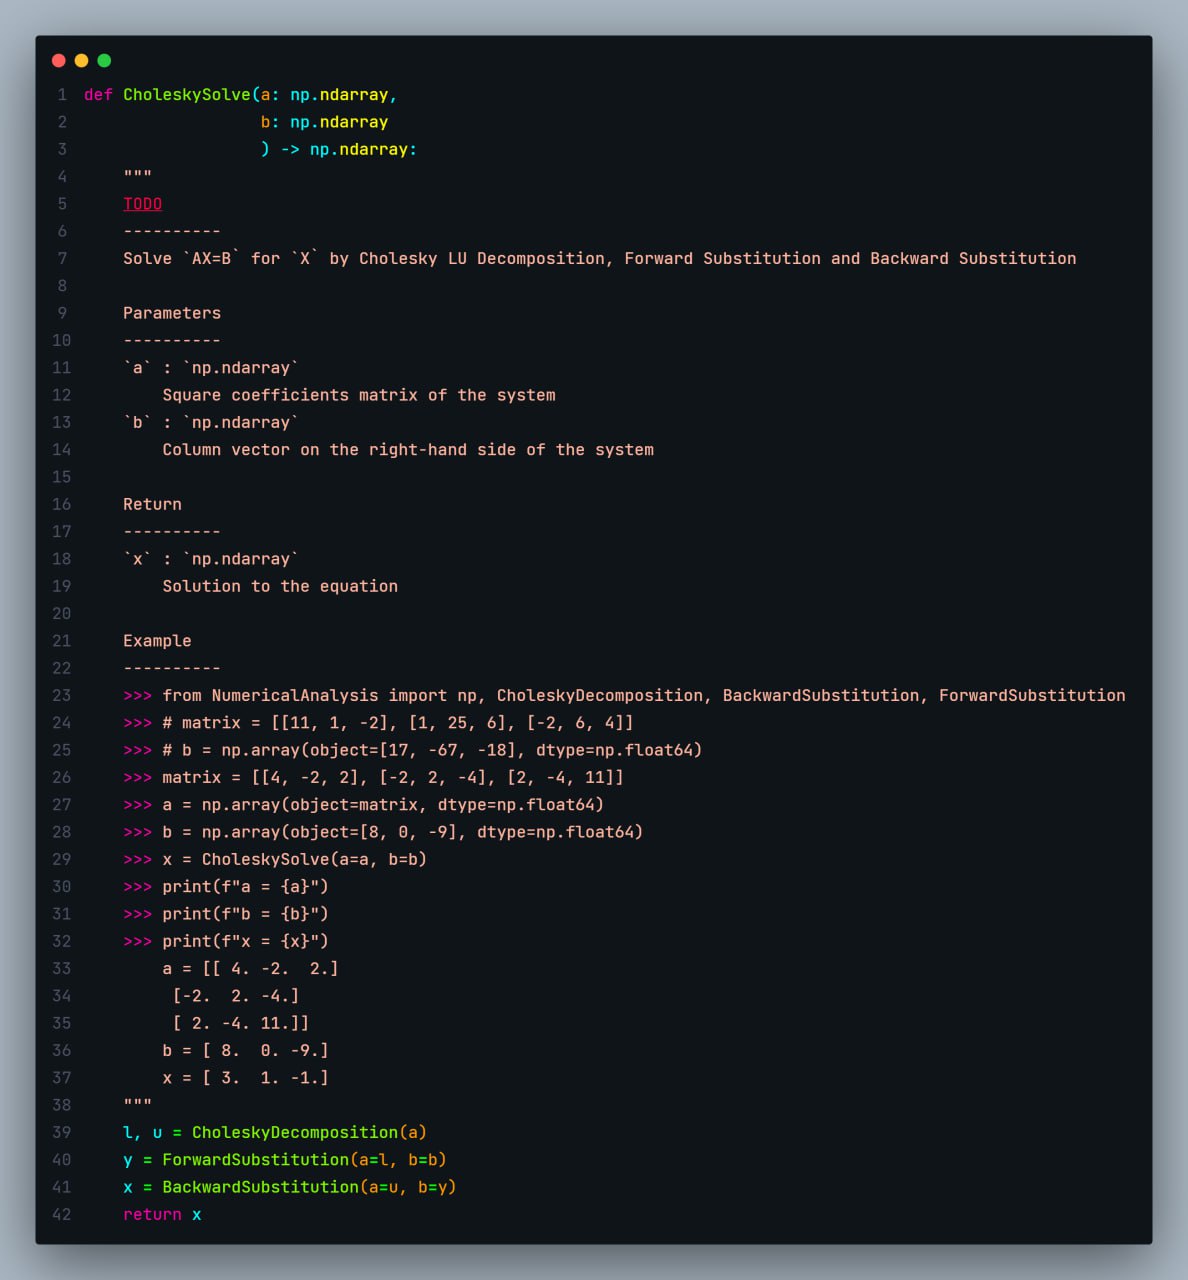 1 def CholeskySolve(a: np.ndarray,
2                   b: np.ndarray
3                   ) -> np.ndarray:
4     """
5     TODO
6     ----------
7     Solve `AX=B` for `X` by Cholesky LU Decomposition, Forward Substitution and Backward Substitution
8
9     Parameters
10     ----------
11     `a` : `np.ndarray`
12         Square coefficients matrix of the system
13     `b` : `np.ndarray`
14         Column vector on the right-hand side of the system
15
16     Return
17     ----------
18     `x` : `np.ndarray`
19         Solution to the equation
20
21     Example
22     ----------
23     >>> from NumericalAnalysis import np, CholeskyDecomposition, BackwardSubstitution, ForwardSubstitution
24     >>> # matrix = [[11, 1, -2], [1, 25, 6], [-2, 6, 4]]
25     >>> # b = np.array(object=[17, -67, -18], dtype=np.float64)
26     >>> matrix = [[4, -2, 2], [-2, 2, -4], [2, -4, 11]]
27     >>> a = np.array(object=matrix, dtype=np.float64)
28     >>> b = np.array(object=[8, 0, -9], dtype=np.float64)
29     >>> x = CholeskySolve(a=a, b=b)
30     >>> print(f"a = {a}")
31     >>> print(f"b = {b}")
32     >>> print(f"x = {x}")
33         a = [[ 4. -2.  2.]
34          [-2.  2. -4.]
35          [ 2. -4. 11.]]
36         b = [ 8.  0. -9.]
37         x = [ 3.  1. -1.]
38     """
39     l, u = CholeskyDecomposition(a)
40     y = ForwardSubstitution(a=l, b=b)
41     x = BackwardSubstitution(a=u, b=y)
42     return x